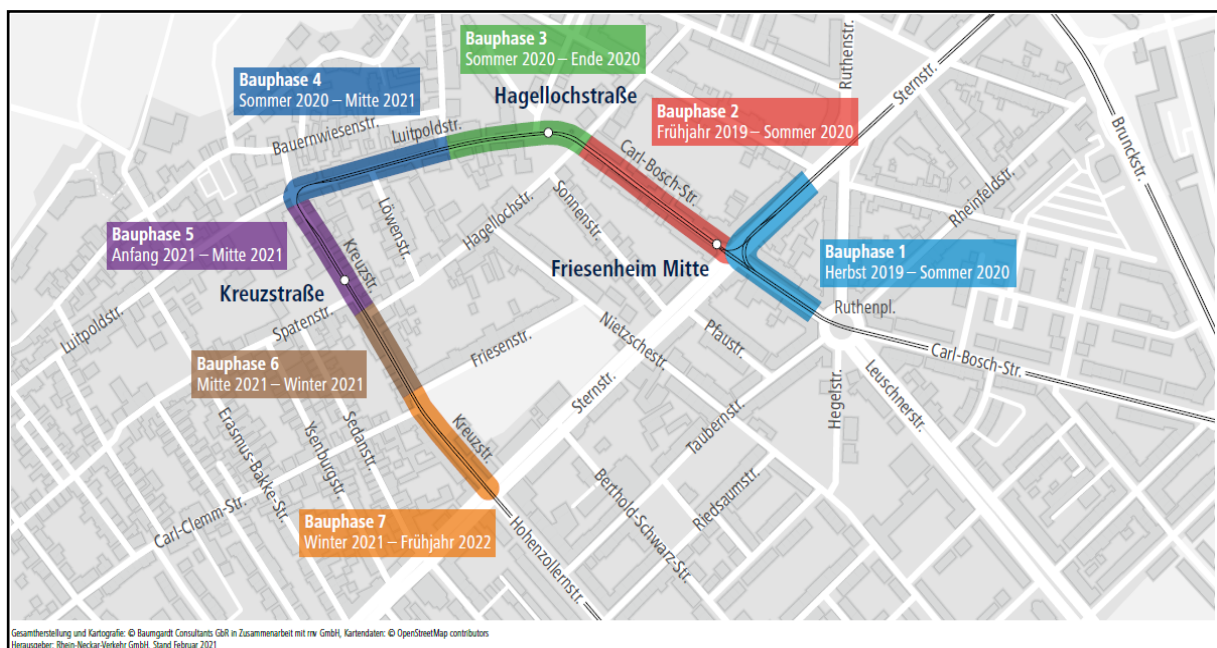 Bauphase 3
Sommer 2020 – Ende 2020
Bauphase 4
Sommer 2020 – Mitte 2021
Hagellochstraße
Bauphase 2
Frühjahr 2019 – Sommer 2020
Ruthenstr.
Sternstr.
Brunckstr.
Bauernwiesenstr.
Luitpoldstr.
Carl-Bosch-Str.
Rheinfeldstr.
Löwenstr.
Hagellochstr.
Sonnenstr.
Bauphase 5
Anfang 2021 – Mitte 2021
Kreuzstr.
Kreuzstraße
Friesenheim Mitte
Bauphase 1
Herbst 2019 – Sommer 2020
Ruthenpl.
Luitpoldstr.
Spatenstr.
Friesenstr.
Nietzschestr.
Pfaustr.
Carl-Bosch-Str.
Leuschnerstr.
Hegelstr.
Bauphase 6
Mitte 2021 – Winter 2021
Sternstr.
Kreuzstr.
Taubernstr.
Erasmus-Bakke-Str.
Ysenburgstr.
Sedanstr.
Berthold-Schwarz-Str.
Riedsaumstr.
Carl-Clemm-Str.
Bauphase 7
Winter 2021 – Frühjahr 2022
Hohenzollernstr.
Gesamtherstellung und Kartografie: © Baumgardt Consultants GbR in Zusammenarbeit mit rnv GmbH, Kartendaten: © OpenStreetMap contributors
Herausgeber: Rhein-Neckar-Verkehr GmbH, Stand Februar 2021